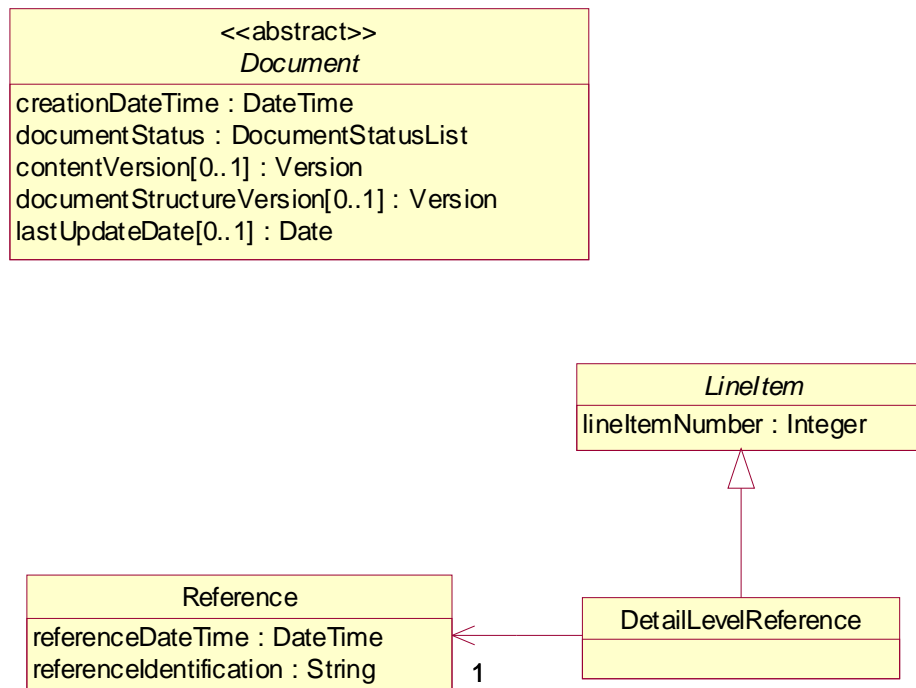 <<abstract>>
Document
creationDateTime : DateTime
documentStatus : DocumentStatusList
contentVersion[0..1] : Version
documentStructureVersion[0..1] : Version
lastUpdateDate[0..1] : Date
LineItem
lineItemNumber : Integer
Reference
referenceDateTime : DateTime
referenceIdentification : String
1
DetailLevelReference